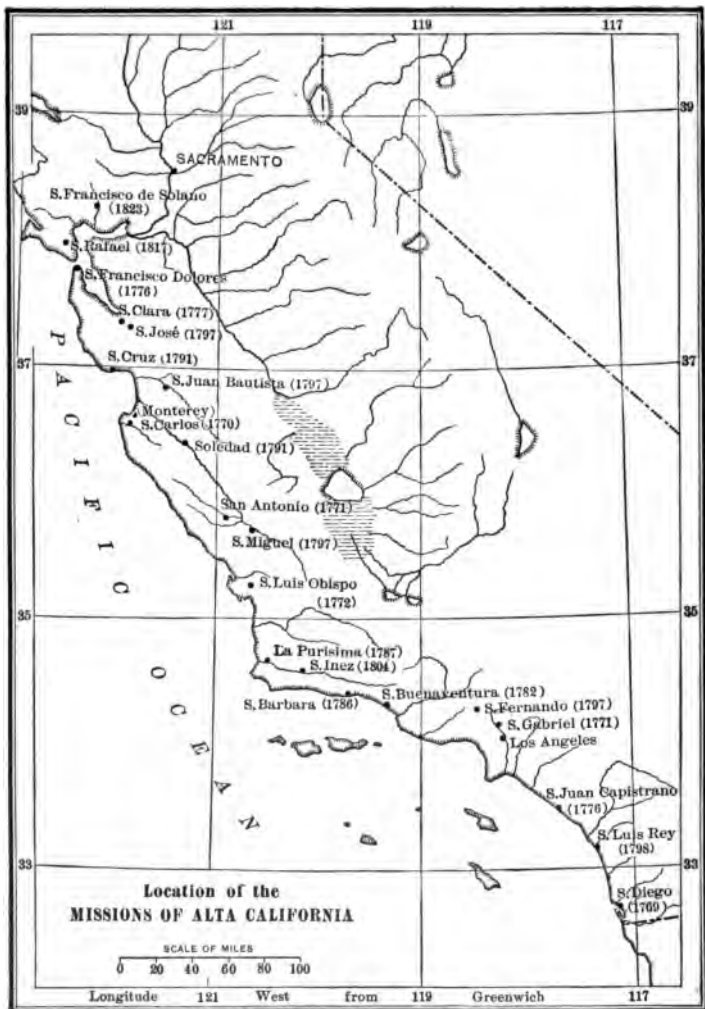 121 119 117
39 39
SACRAMENTO
S. Francisco de Solano
(1823)
S. Rafael (1817)
S. Francisco Dolores
(1776)
S. Clara (1777)
S. José (1797)
37 37
S. Cruz (1791)
S. Juan Bautista (1797)
(Monterey)
S. Carlos (1770)
Soledad (1791)
San Antonio (1771)
S. Miguel (1797)
S. Luis Obispo
(1772)
35 35
La Purisima (1787)
S. Inez (1804)
S. Buenaventura (1782)
S. Barbara (1786)
S. Fernando (1797)
S. Gabriel (1771)
Los Angeles
S. Juan Capistrano
(1776)
S. Luis Rey
(1798)
33 33
S. Diego
(1769)
PACIFIC OCEAN
Location of the
MISSIONS OF ALTA CALIFORNIA
SCALE OF MILES
0 20 40 60 80 100
Longitude 121 West from 119 Greenwich 117